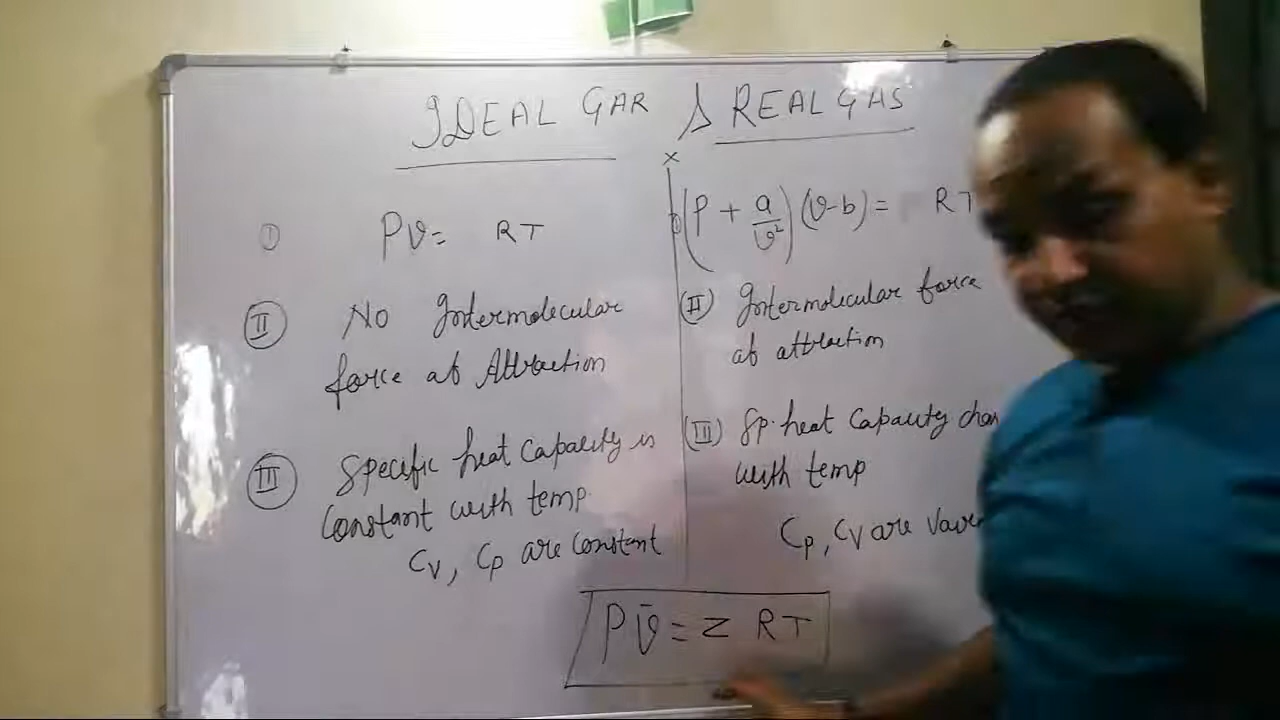 IDEAL GAR & REAL GAS
x
① Pv = RT
(P + a/v²)(v-b) = RT
Ⅱ No Intermolecular
force of Attraction
(II) Intermolecular force
of attraction
Ⅲ Specific heat Capacity is
Constant with temp.
Cv, Cp are Constant
(III) Sp. heat Capacity chan
with temp
Cp, Cv are
Pv̄ = Z RT